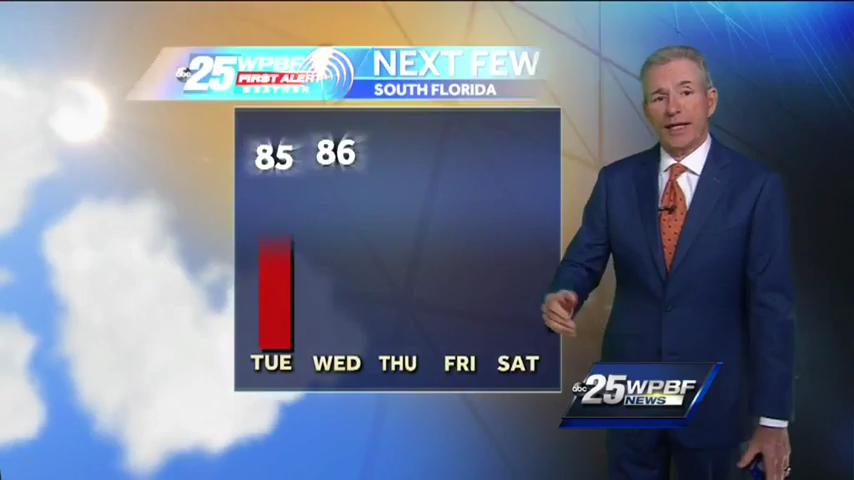 abc 25 WPBF
FIRST ALERT
WEATHER
NEXT FEW
SOUTH FLORIDA
85 86
TUE WED THU FRI SAT
abc 25 WPBF
NEWS